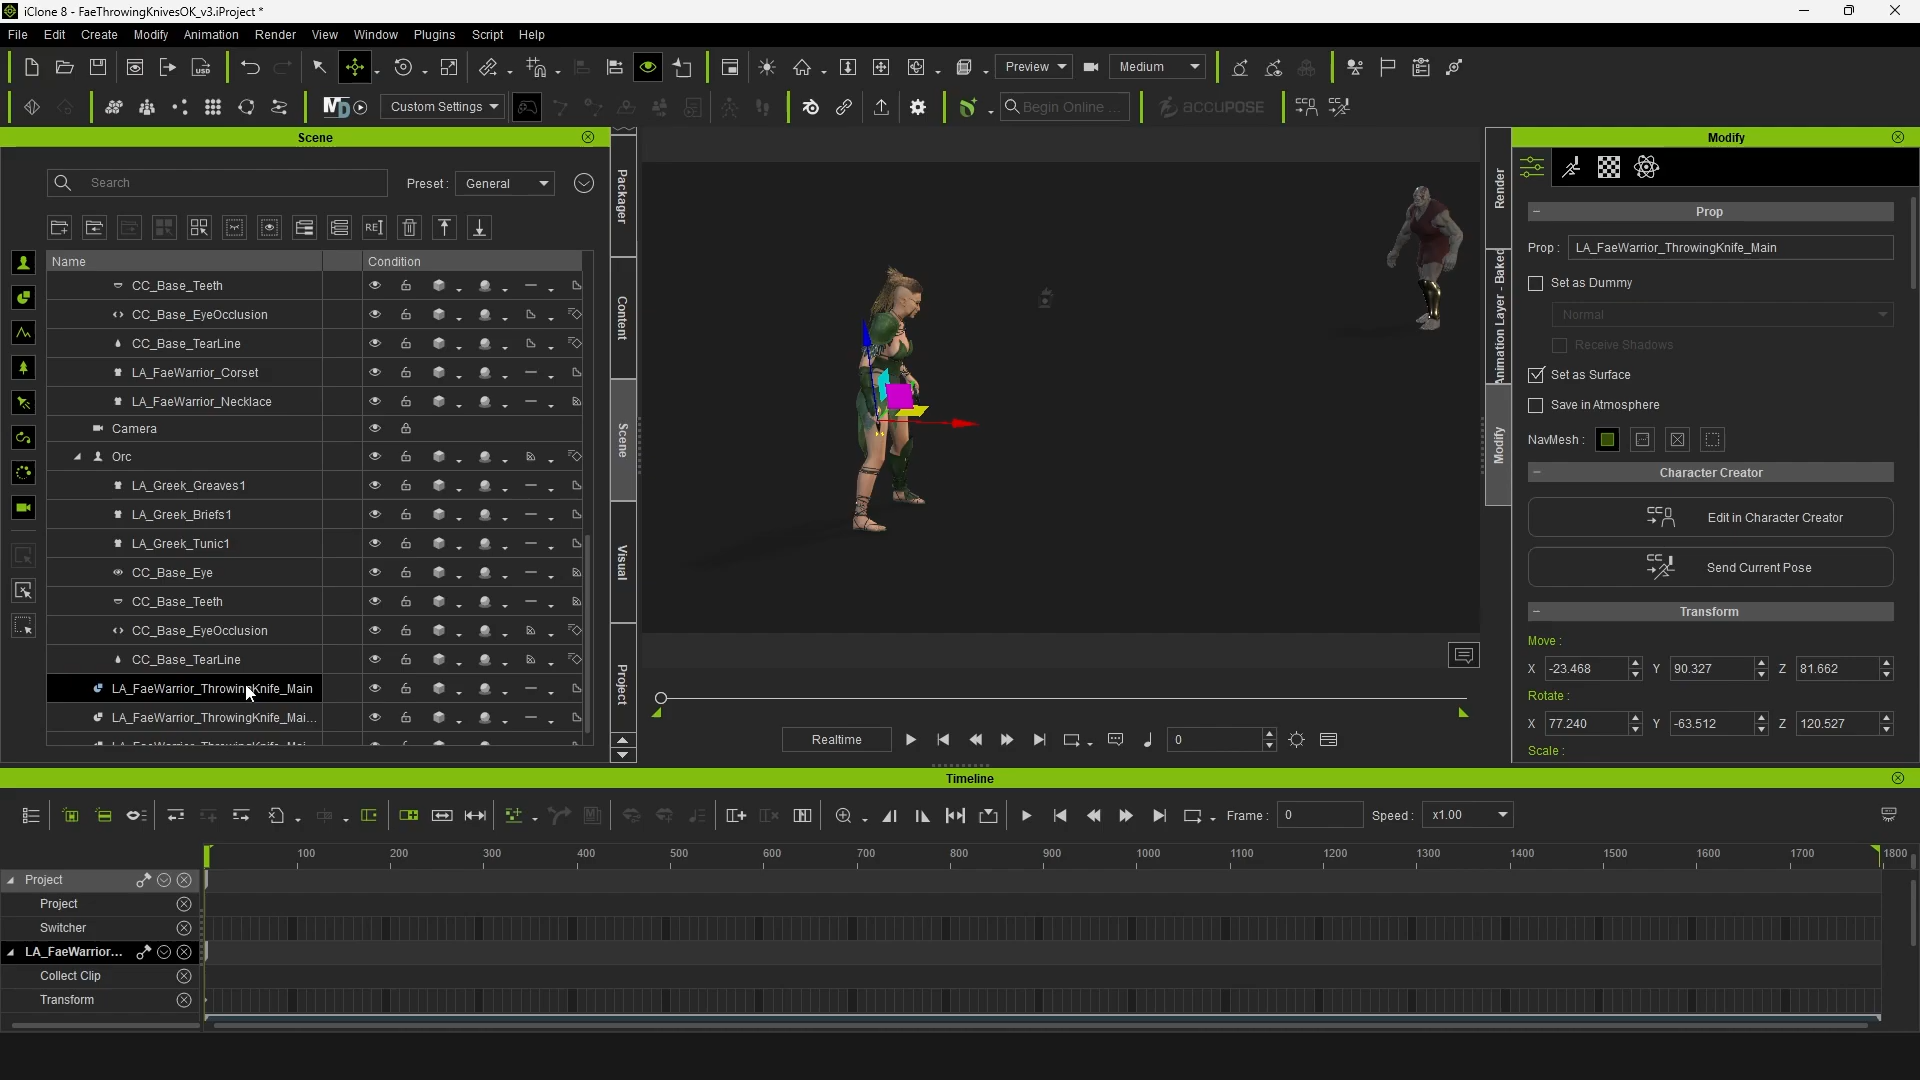 iClone 8 - FaeThrowingKnivesOK_v3.iProject *
File Edit Create Modify Animation Render View Window Plugins Script Help
USD Preview Medium
Custom Settings Begin Online ... ACCUPOSE
Scene
Search Preset : General
REI
Name Condition
CC_Base_Teeth
CC_Base_EyeOcclusion
CC_Base_TearLine
LA_FaeWarrior_Corset
LA_FaeWarrior_Necklace
Camera
Orc
LA_Greek_Greaves1
LA_Greek_Briefs1
LA_Greek_Tunic1
CC_Base_Eye
CC_Base_Teeth
CC_Base_EyeOcclusion
CC_Base_TearLine
LA_FaeWarrior_ThrowingKnife_Main
LA_FaeWarrior_ThrowingKnife_Mai...
Packager
Content
Scene
Visual
Project
Realtime 0
Render
Animation Layer - Baked
Modify
Modify
Prop
Prop : LA_FaeWarrior_ThrowingKnife_Main
Set as Dummy
Normal
Receive Shadows
Set as Surface
Save in Atmosphere
NavMesh :
Character Creator
Edit in Character Creator
Send Current Pose
Transform
Move :
X -23.468 Y 90.327 Z 81.662
Rotate :
X 77.240 Y -63.512 Z 120.527
Scale :
Timeline
Frame : 0 Speed : x1.00
100 200 300 400 500 600 700 800 900 1000 1100 1200 1300 1400 1500 1600 1700 1800
Project
Project
Switcher
LA_FaeWarrior...
Collect Clip
Transform